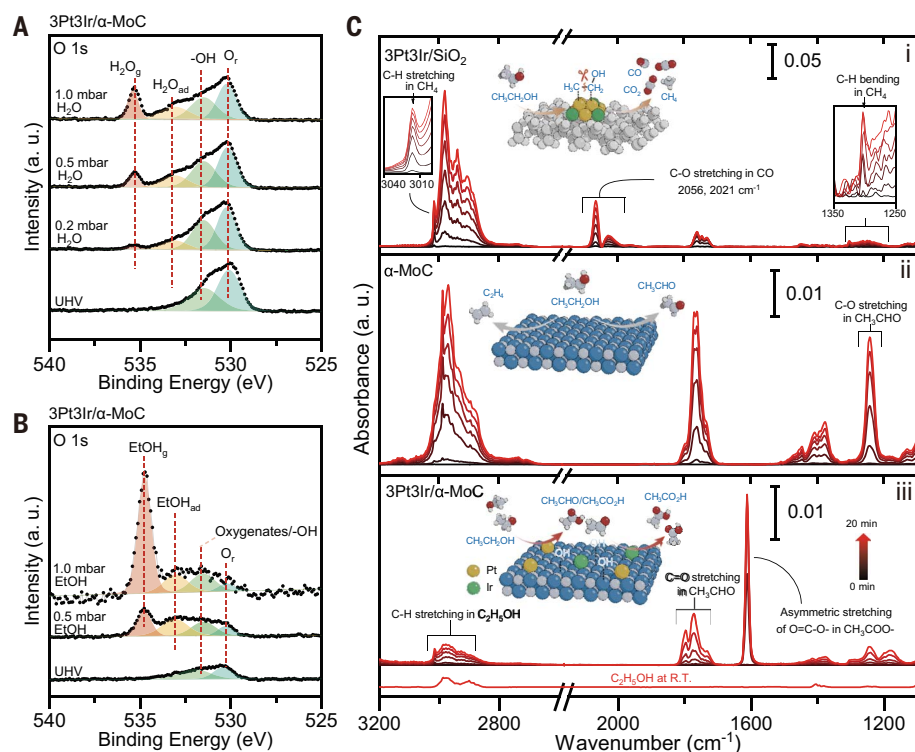 A
3Pt3Ir/α-MoC
O 1s
H₂Og
H₂Oad
-OH
Or
1.0 mbar
H₂O
0.5 mbar
H₂O
0.2 mbar
H₂O
UHV
Intensity (a. u.)
540
535
530
525
Binding Energy (eV)
B
3Pt3Ir/α-MoC
O 1s
EtOHg
EtOHad
Oxygenates/-OH
Or
1.0 mbar
EtOH
0.5 mbar
EtOH
UHV
Intensity (a. u.)
540
535
530
525
Binding Energy (eV)
C
3Pt3Ir/SiO₂
i
0.05
C-H stretching
in CH₄
3040
3010
CH₃CH₂OH
H₃C
CH₂
OH
CO
CO₂
CH₄
C-O stretching in CO
2056, 2021 cm⁻¹
C-H bending
in CH₄
1350
1250
α-MoC
ii
0.01
C₂H₄
CH₃CH₂OH
CH₃CHO
C-O stretching
in CH₃CHO
Absorbance (a. u.)
3Pt3Ir/α-MoC
iii
0.01
CH₃CH₂OH
CH₃CHO/CH₃CO₂H
CH₃CO₂H
OH
OH
OH
Pt
Ir
20 min
0 min
C-H stretching in C₂H₅OH
C=O stretching
in CH₃CHO
Asymmetric stretching
of O=C-O- in CH₃COO-
C₂H₅OH at R.T.
3200
2800
2000
1600
1200
Wavenumber (cm⁻¹)